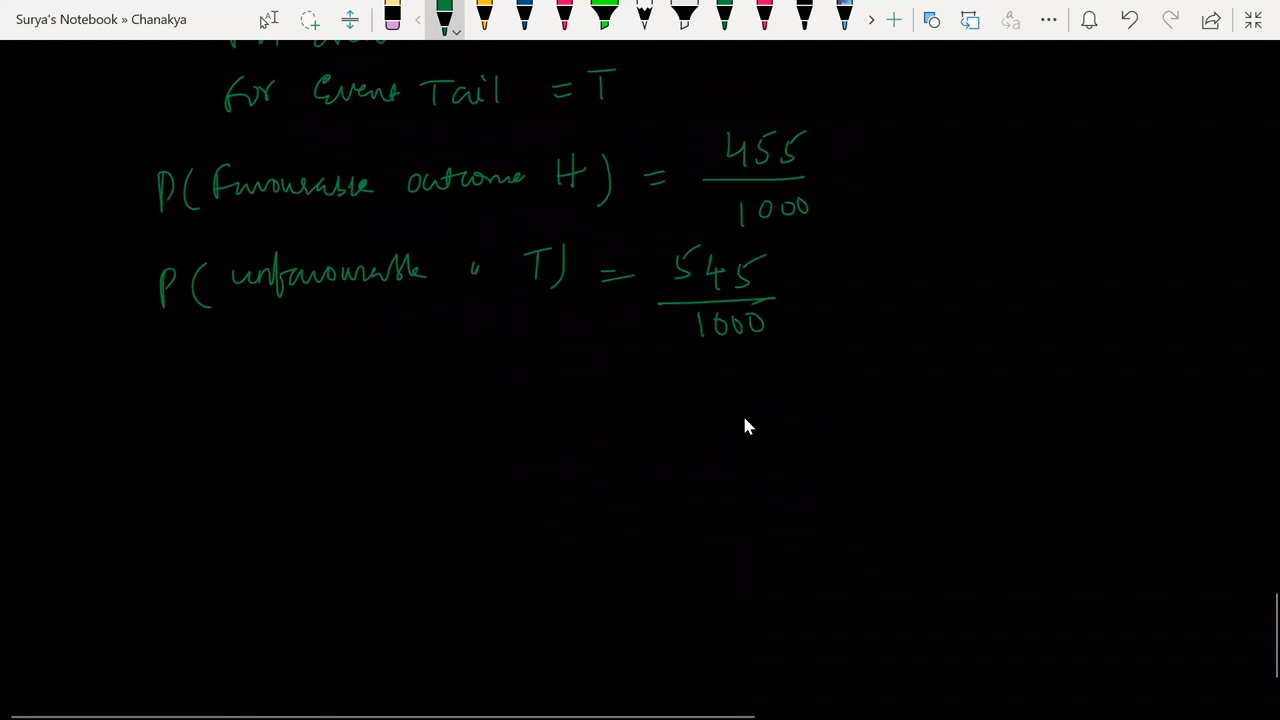 Surya's Notebook » Chanakya
For Event Tail = T
P( Favourable outcome H ) = 455
1000
P( unfavourable " T) = 545
1000